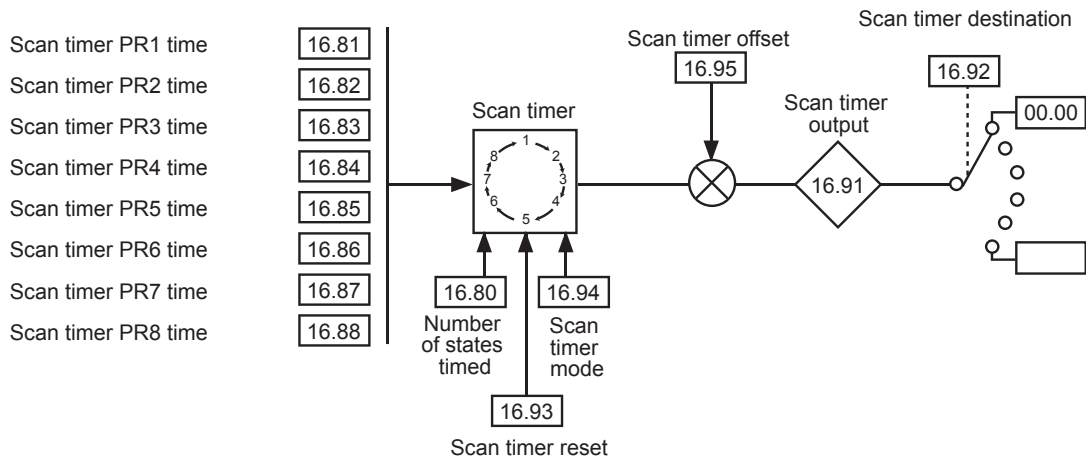 Scan timer PR1 time 16.81
Scan timer PR2 time 16.82
Scan timer PR3 time 16.83
Scan timer PR4 time 16.84
Scan timer PR5 time 16.85
Scan timer PR6 time 16.86
Scan timer PR7 time 16.87
Scan timer PR8 time 16.88
Scan timer
1
2
3
4
5
6
7
8
16.80
Number
of states
timed
16.94
Scan
timer
mode
16.93
Scan timer reset
Scan timer offset
16.95
Scan timer
output
16.91
Scan timer destination
16.92
00.00